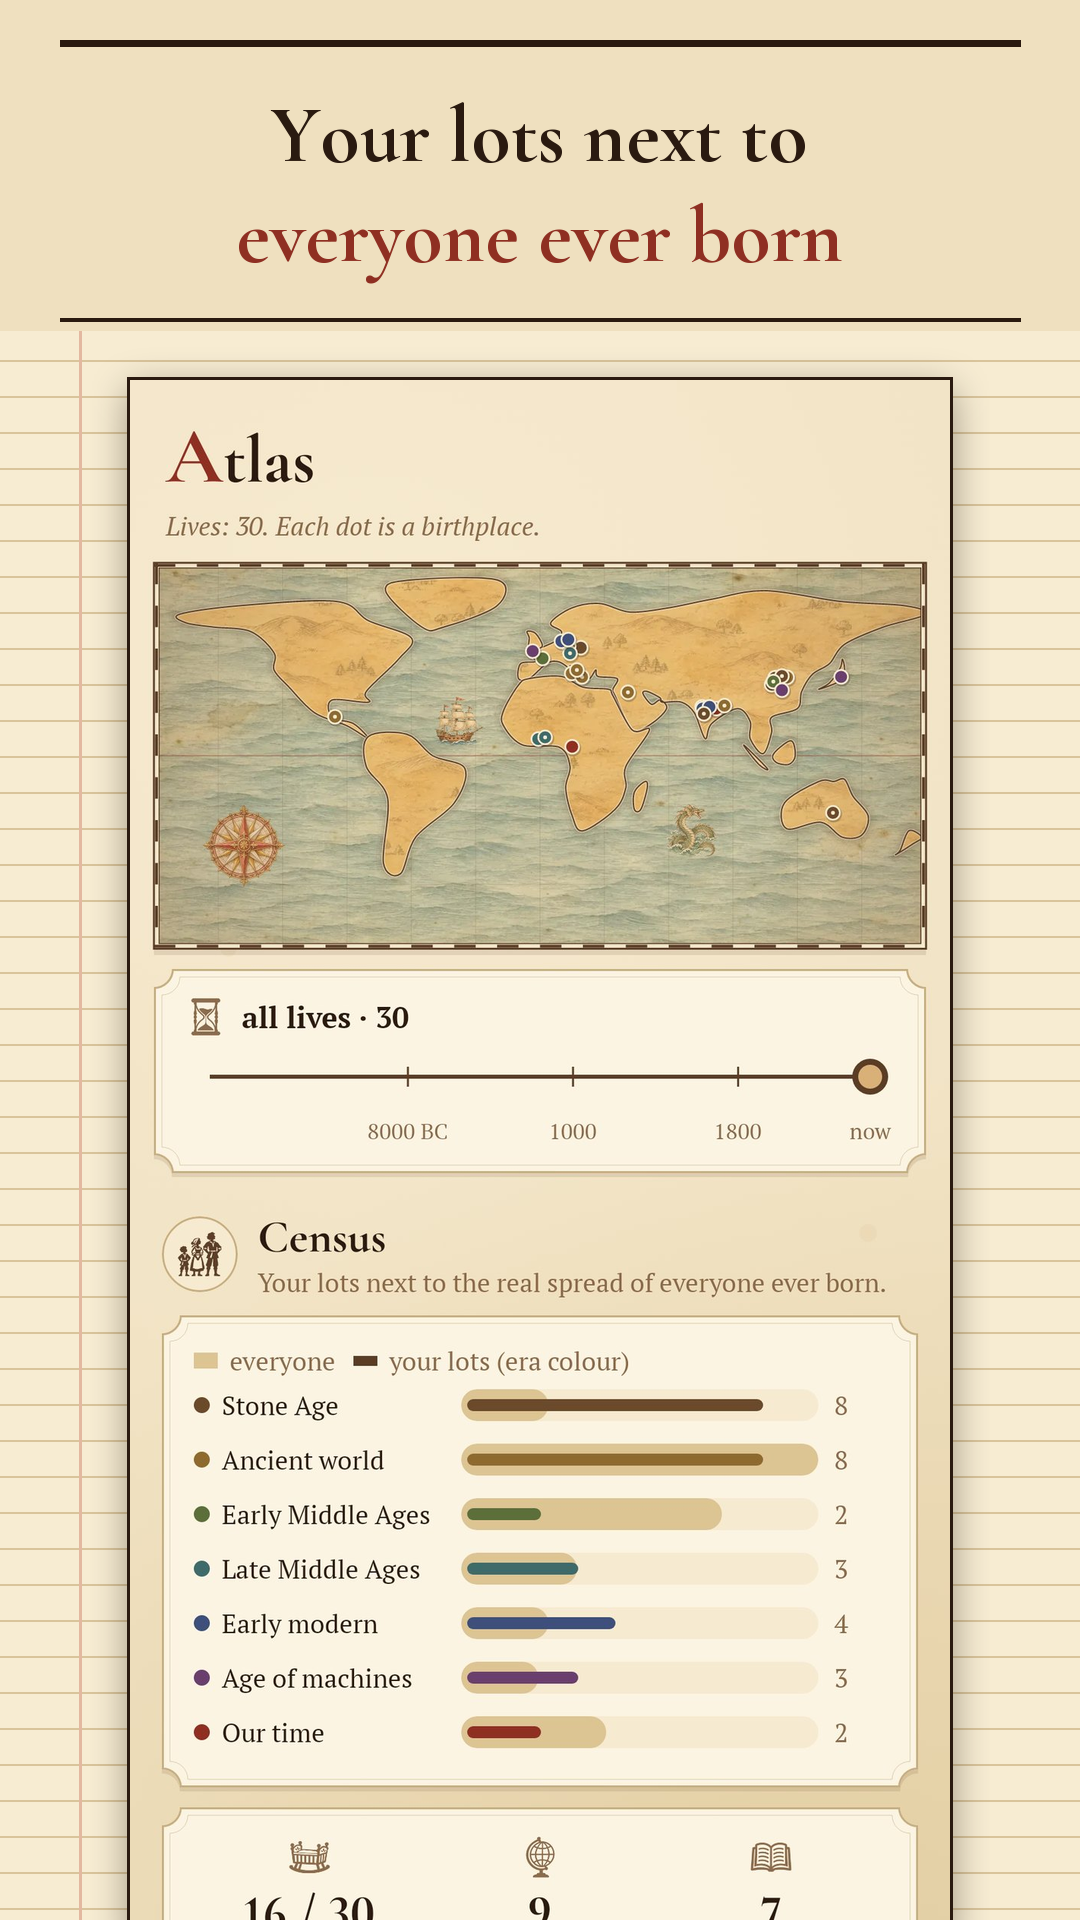 Your lots next to
everyone ever born
Atlas
Lives: 30. Each dot is a birthplace.
all lives · 30
8000 BC 1000 1800 now
Census
Your lots next to the real spread of everyone ever born.
everyone your lots (era colour)
Stone Age 8
Ancient world 8
Early Middle Ages 2
Late Middle Ages 3
Early modern 4
Age of machines 3
Our time 2
16 / 30 9 7